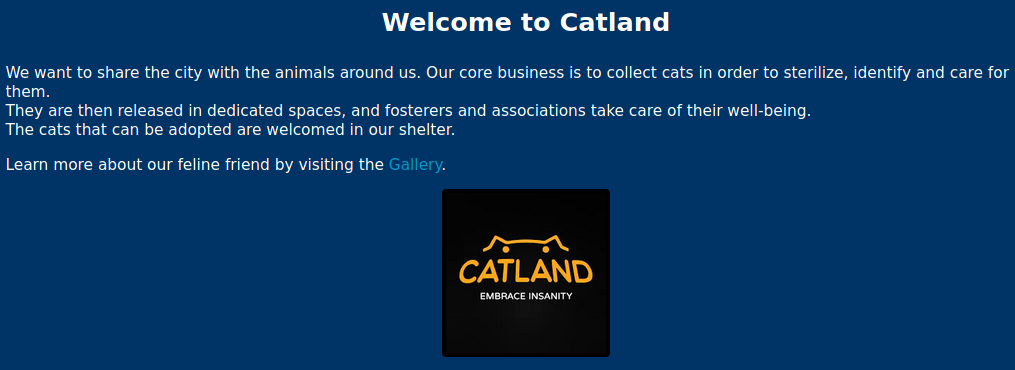 Welcome to Catland
We want to share the city with the animals around us. Our core business is to collect cats in order to sterilize, identify and care for
them.
They are then released in dedicated spaces, and fosterers and associations take care of their well-being.
The cats that can be adopted are welcomed in our shelter.
Learn more about our feline friend by visiting the Gallery.
CATLAND
EMBRACE INSANITY